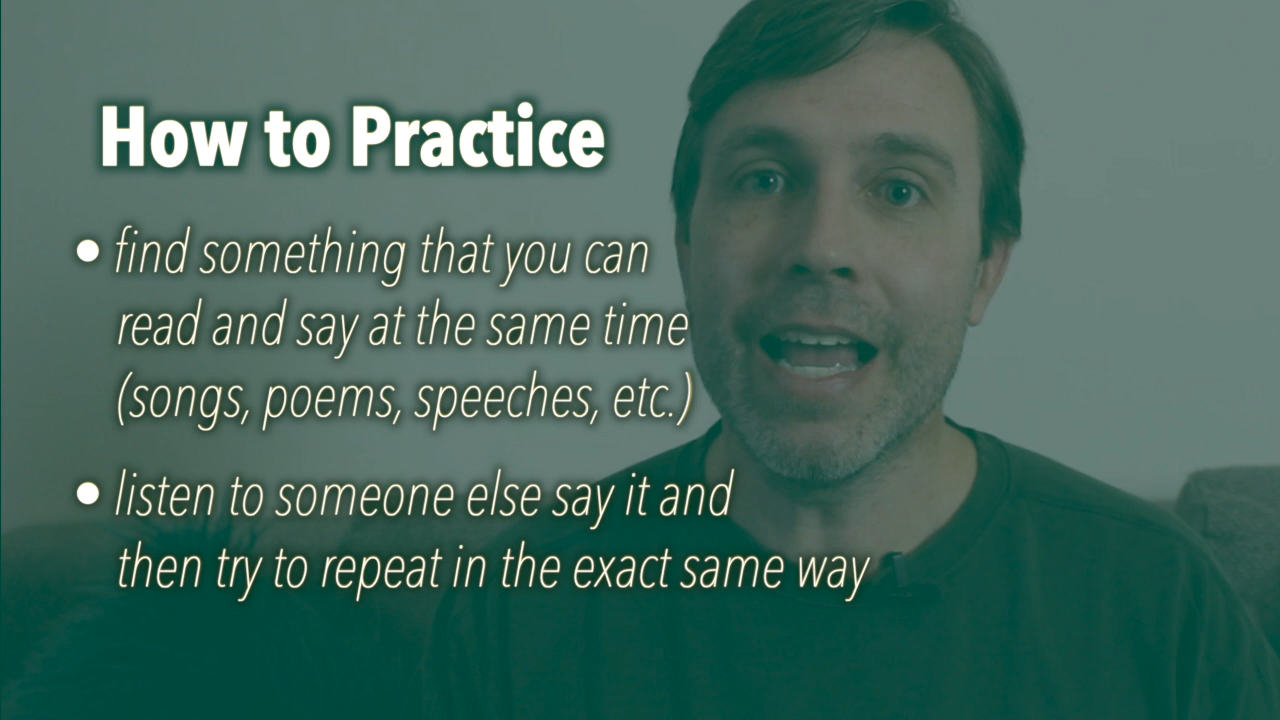 How to Practice
• find something that you can
read and say at the same time
(songs, poems, speeches, etc.)
• listen to someone else say it and
then try to repeat in the exact same way